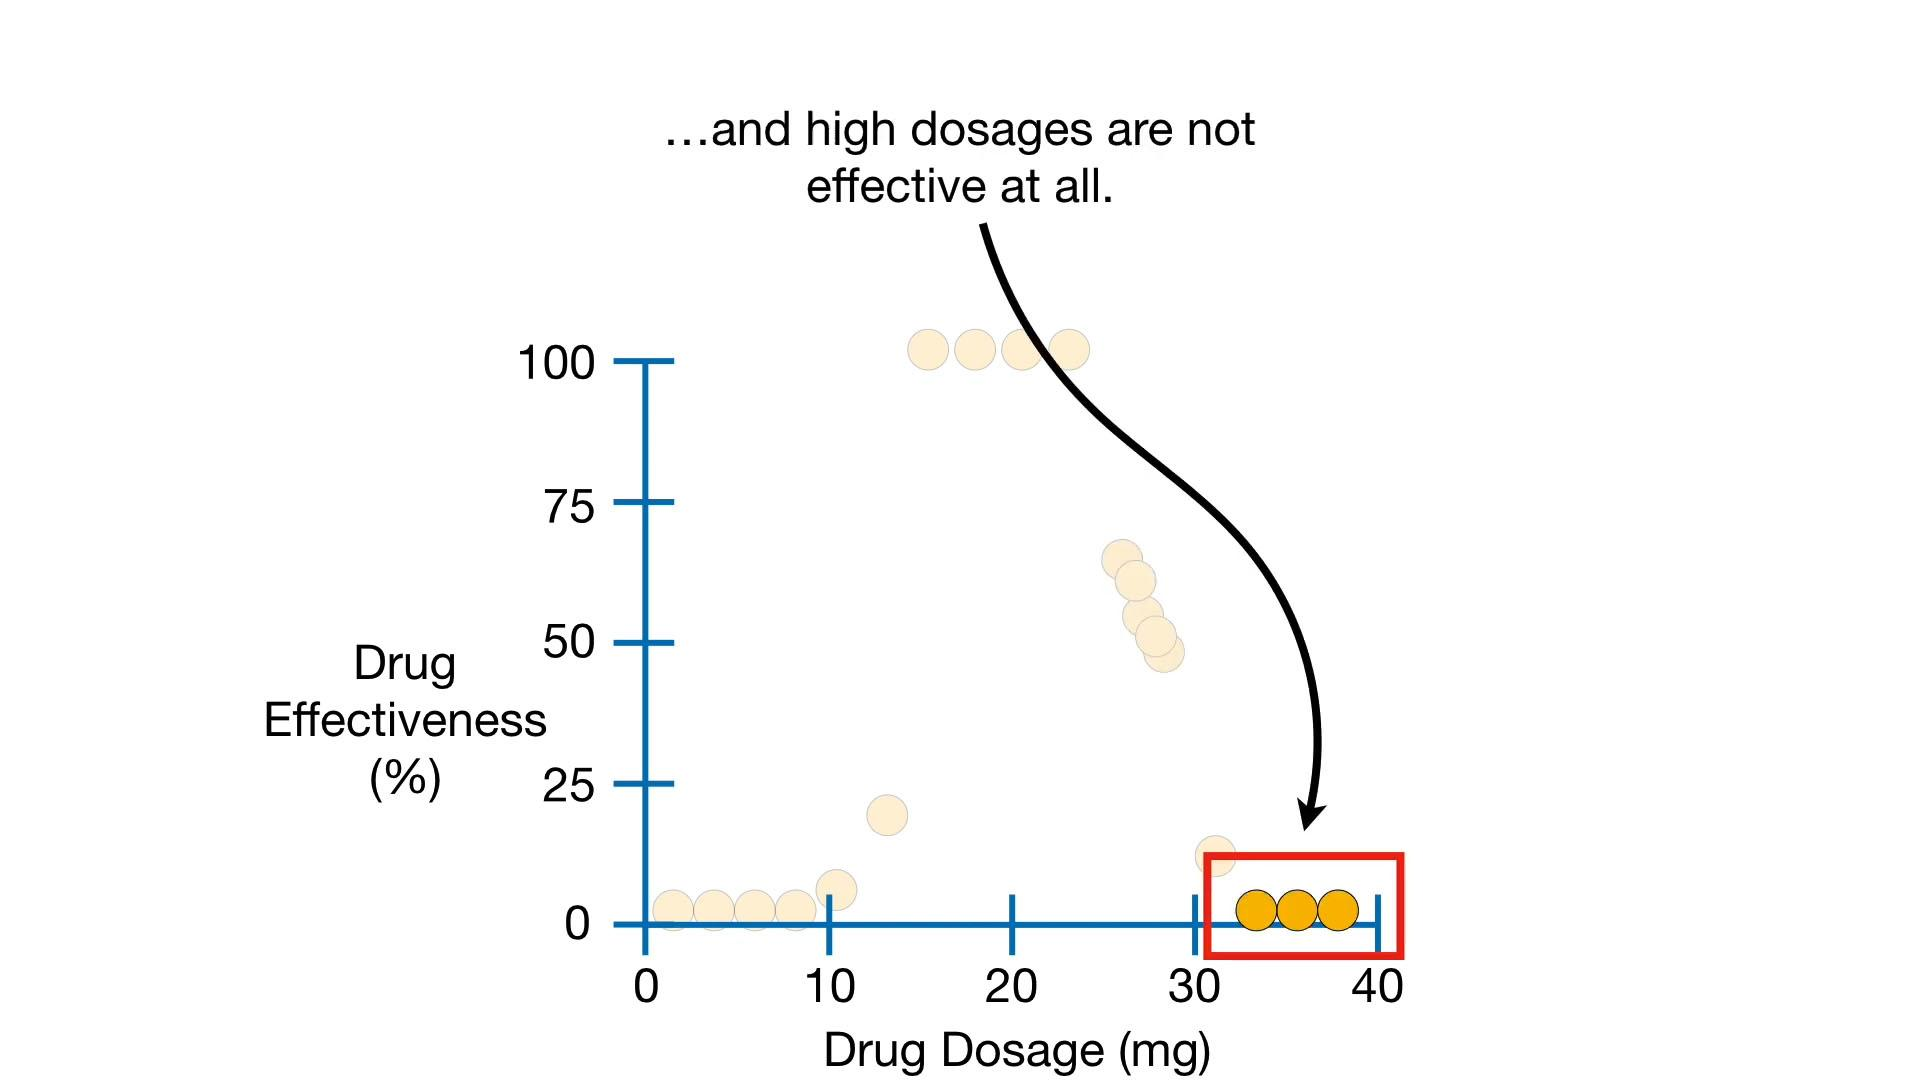 …and high dosages are not
effective at all.
100
75
50
25
0
Drug
Effectiveness
(%)
0
10
20
30
40
Drug Dosage (mg)